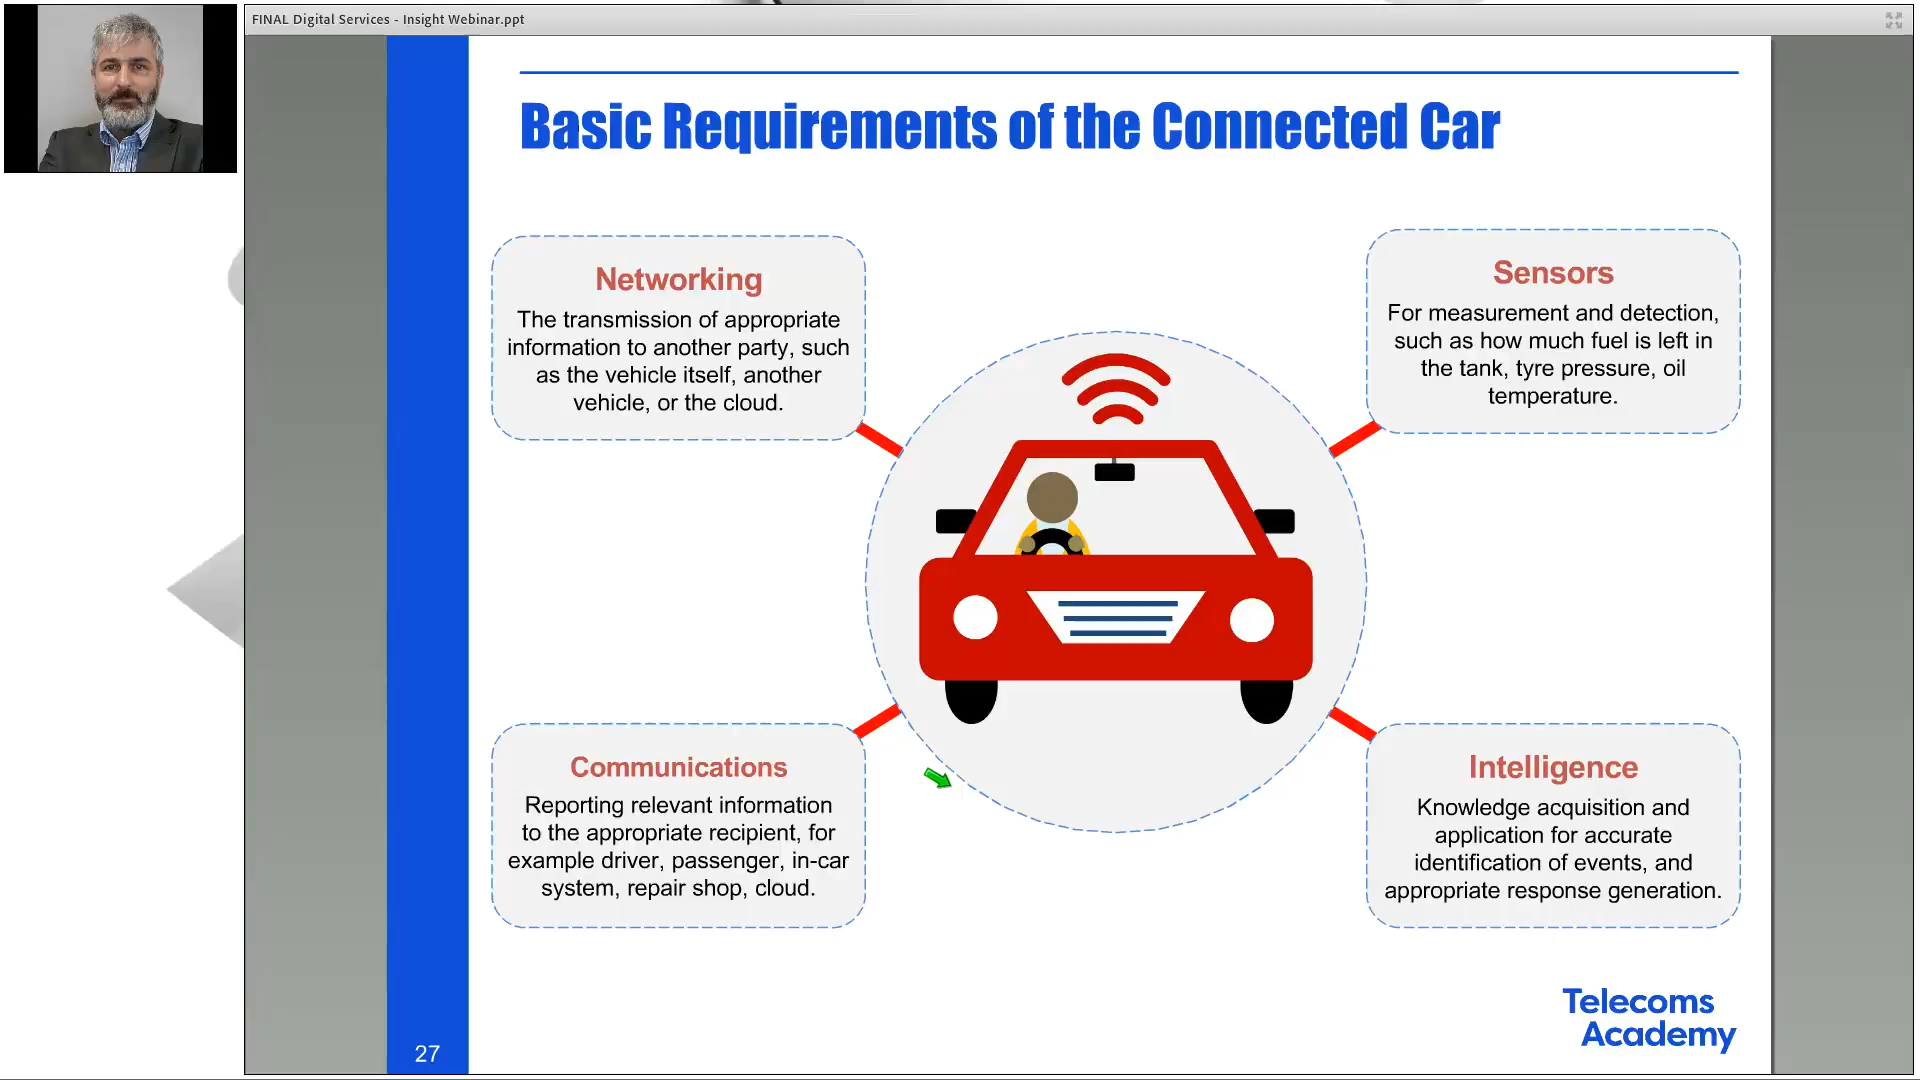 FINAL Digital Services - Insight Webinar.ppt
Basic Requirements of the Connected Car
Networking
The transmission of appropriate
information to another party, such
as the vehicle itself, another
vehicle, or the cloud.
Sensors
For measurement and detection,
such as how much fuel is left in
the tank, tyre pressure, oil
temperature.
Communications
Reporting relevant information
to the appropriate recipient, for
example driver, passenger, in-car
system, repair shop, cloud.
Intelligence
Knowledge acquisition and
application for accurate
identification of events, and
appropriate response generation.
Telecoms
Academy
27